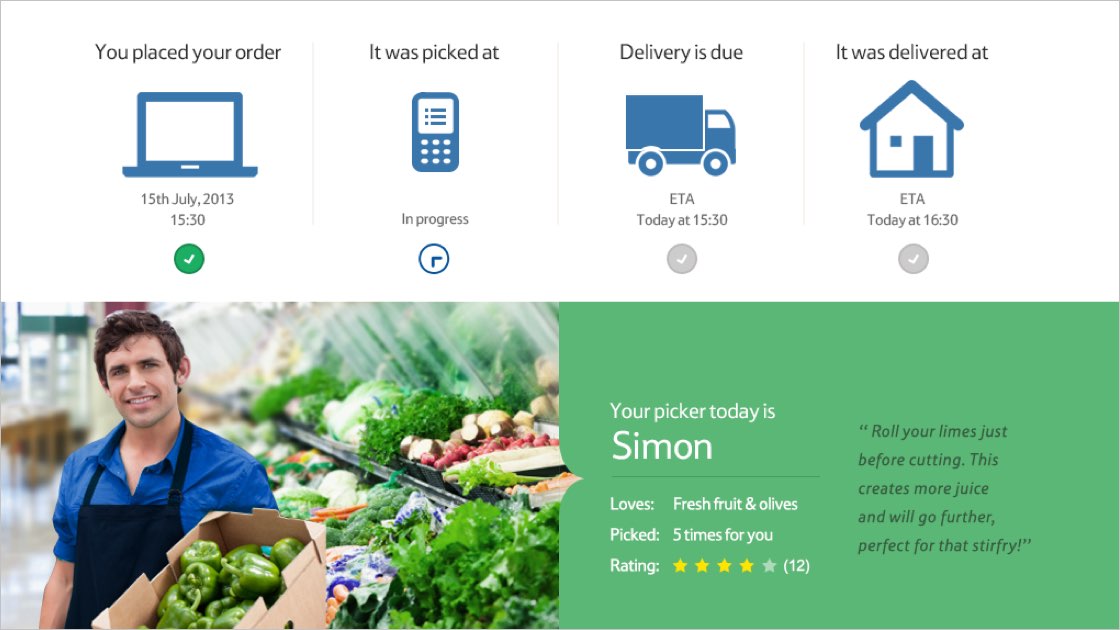 You placed your order
15th July, 2013
15:30
It was picked at
In progress
Delivery is due
ETA
Today at 15:30
It was delivered at
ETA
Today at 16:30
Your picker today is
Simon
Loves: Fresh fruit & olives
Picked: 5 times for you
Rating: (12)
“ Roll your limes just
before cutting. This
creates more juice
and will go further,
perfect for that stirfry!”